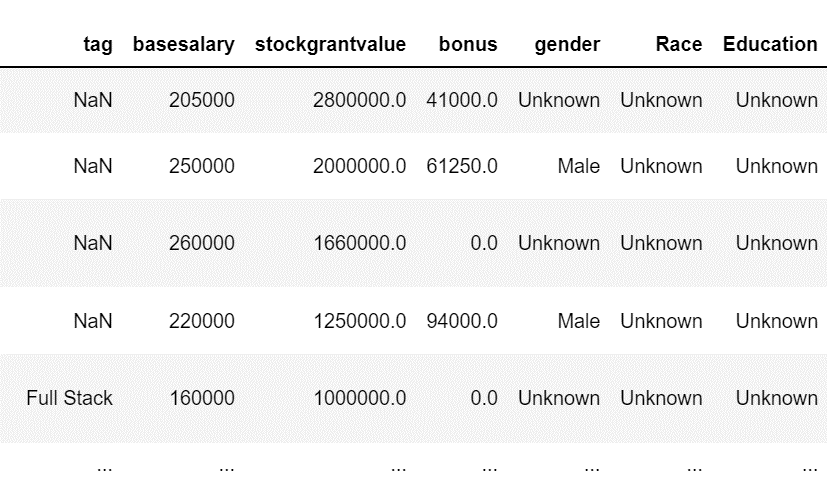 tag basesalary stockgrantvalue bonus gender Race Education
NaN 205000 2800000.0 41000.0 Unknown Unknown Unknown
NaN 250000 2000000.0 61250.0 Male Unknown Unknown
NaN 260000 1660000.0 0.0 Unknown Unknown Unknown
NaN 220000 1250000.0 94000.0 Male Unknown Unknown
Full Stack 160000 1000000.0 0.0 Unknown Unknown Unknown
... ... ... ... ... ... ...